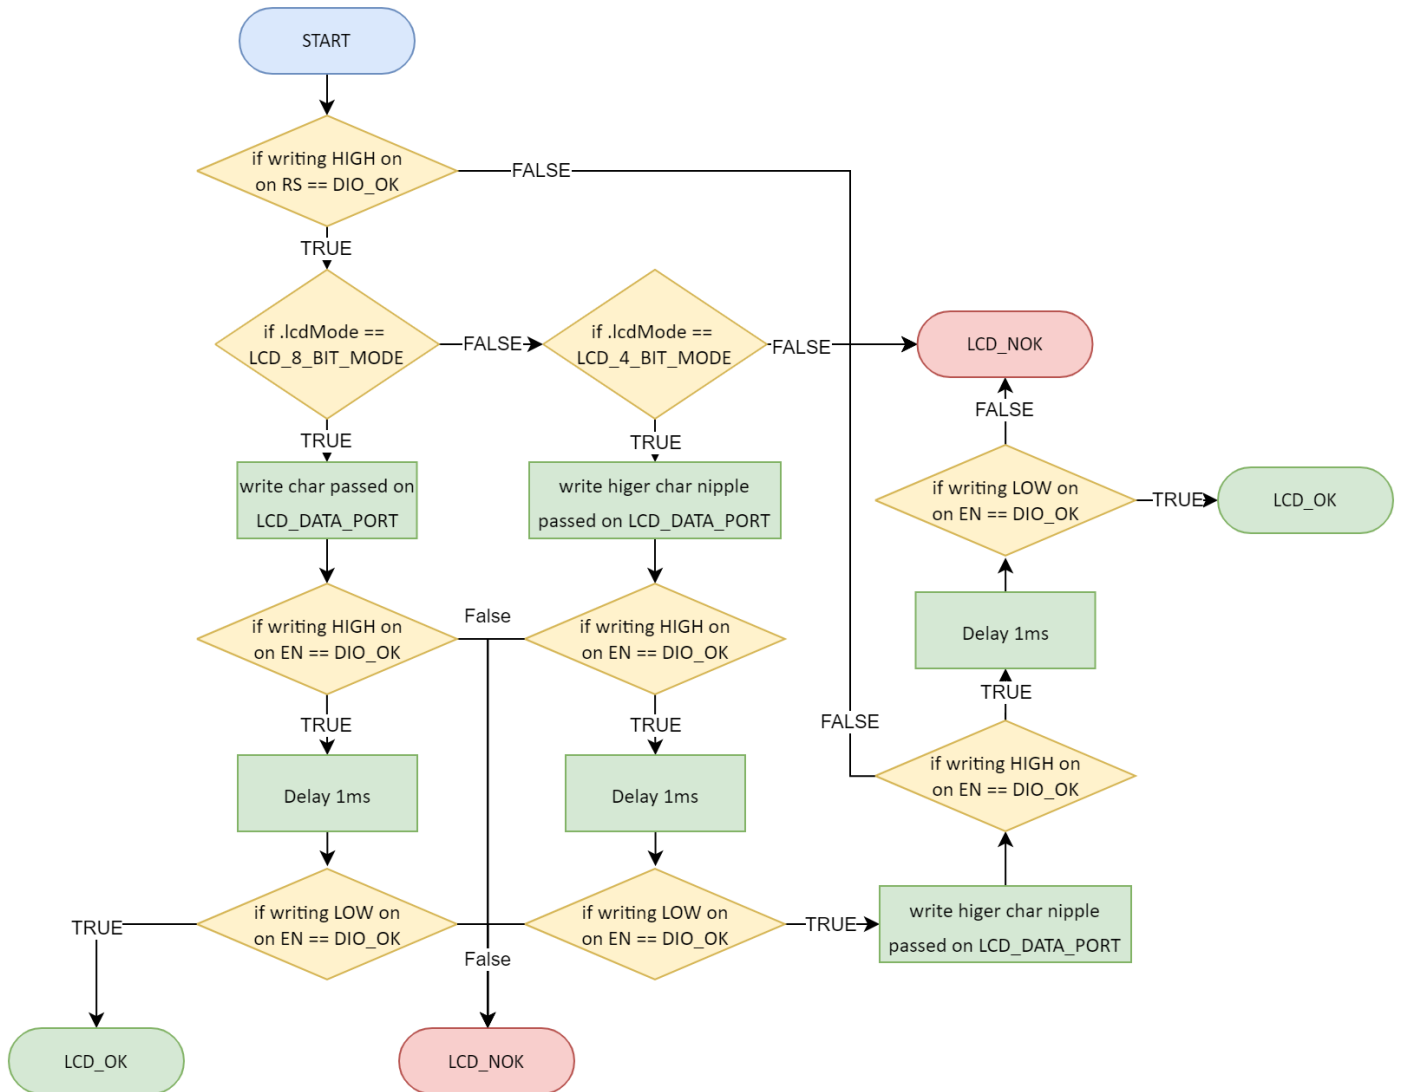 START
if writing HIGH on
on RS == DIO_OK
FALSE
TRUE
if .lcdMode ==
LCD_8_BIT_MODE
FALSE
if .lcdMode ==
LCD_4_BIT_MODE
FALSE
LCD_NOK
TRUE
TRUE
FALSE
write char passed on
LCD_DATA_PORT
write higer char nipple
passed on LCD_DATA_PORT
if writing LOW on
on EN == DIO_OK
TRUE
LCD_OK
if writing HIGH on
on EN == DIO_OK
False
if writing HIGH on
on EN == DIO_OK
Delay 1ms
TRUE
TRUE
TRUE
FALSE
Delay 1ms
Delay 1ms
if writing HIGH on
on EN == DIO_OK
TRUE
if writing LOW on
on EN == DIO_OK
if writing LOW on
on EN == DIO_OK
TRUE
write higer char nipple
passed on LCD_DATA_PORT
False
LCD_OK
LCD_NOK